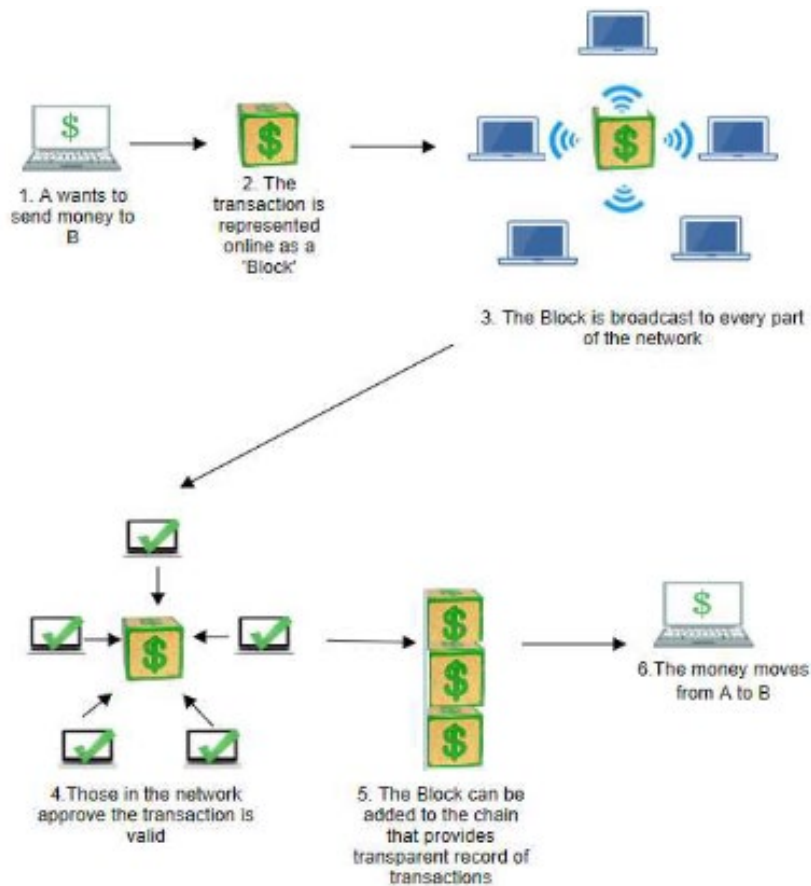 1. A wants to
send money to
B
2. The
transaction is
represented
online as a
'Block'
3. The Block is broadcast to every part
of the network
4.Those in the network
approve the transaction is
valid
5. The Block can be
added to the chain
that provides
transparent record of
transactions
6.The money moves
from A to B